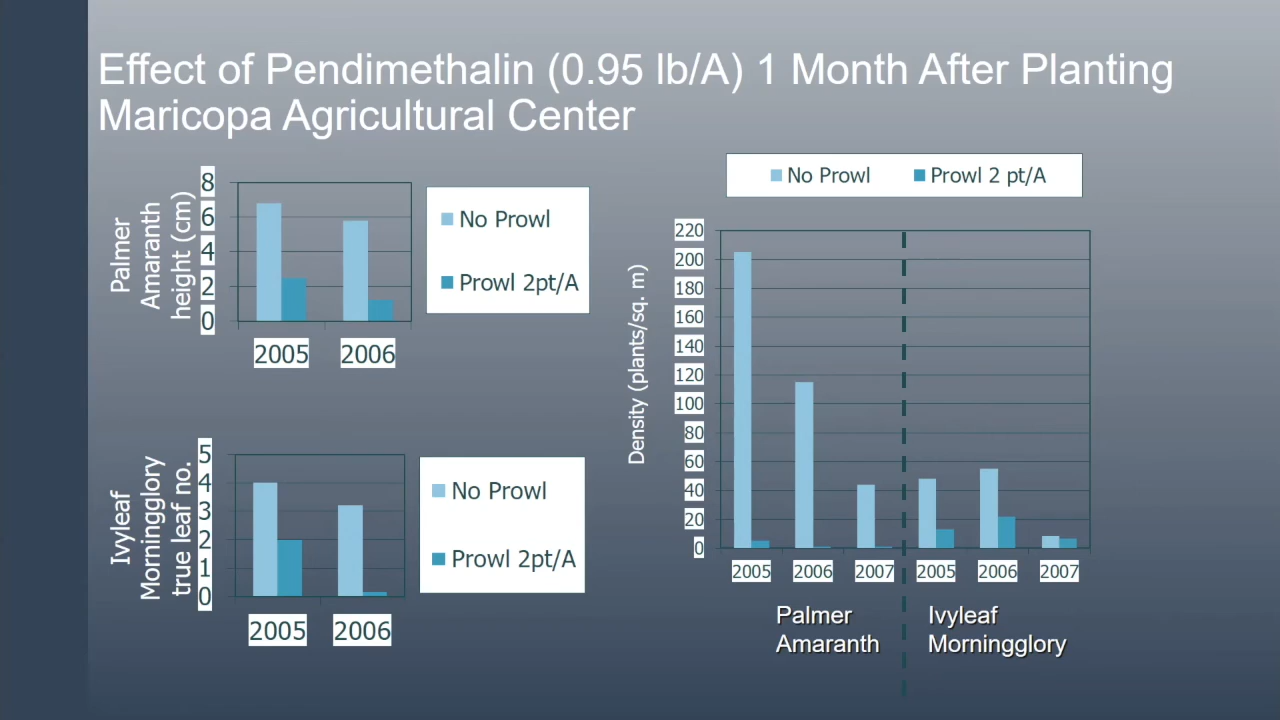 Effect of Pendimethalin (0.95 lb/A) 1 Month After Planting
Maricopa Agricultural Center
Palmer
Amaranth
height (cm)
8
6
4
2
0
2005 2006
No Prowl
Prowl 2pt/A
Ivyleaf
Morningglory
true leaf no.
5
4
3
2
1
0
2005 2006
No Prowl
Prowl 2pt/A
No Prowl Prowl 2 pt/A
Density (plants/sq. m)
220
200
180
160
140
120
100
80
60
40
20
0
2005 2006 2007 2005 2006 2007
Palmer
Amaranth
Ivyleaf
Morningglory